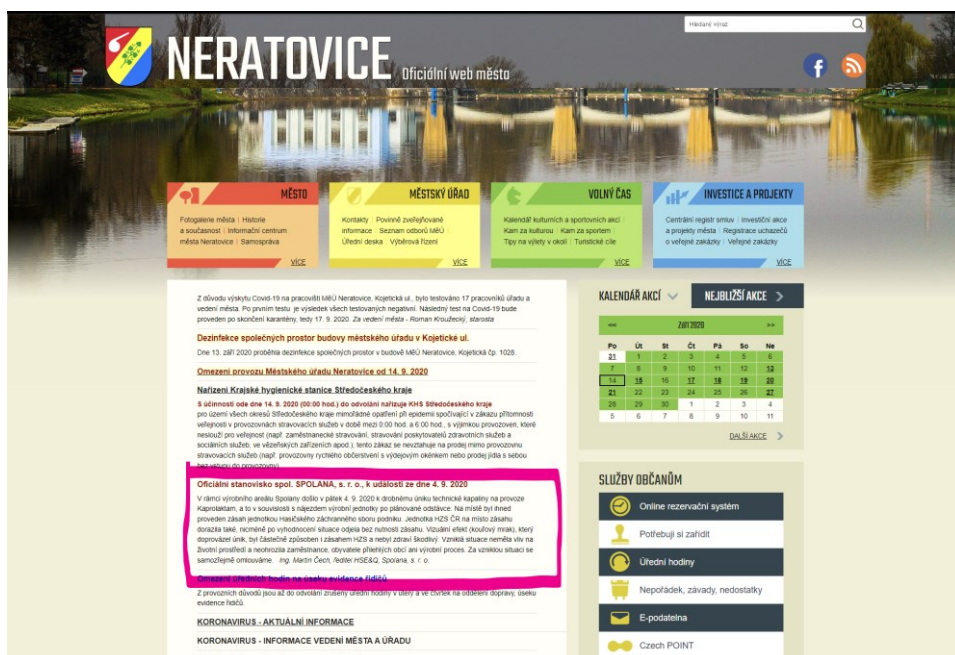 Hledaný výraz
NERATOVICE Oficiální web města
MĚSTO
Fotogalerie města | Historie
a současnost | Informační centrum
města Neratovice | Samospráva
VÍCE
MĚSTSKÝ ÚŘAD
Kontakty | Povinně zveřejňované
informace | Seznam odborů MěÚ |
Úřední deska | Výběrová řízení
VÍCE
VOLNÝ ČAS
Kalendář kulturních a sportovních akcí |
Kam za kulturou | Kam za sportem |
Tipy na výlety v okolí | Turistické cíle
VÍCE
INVESTICE A PROJEKTY
Centrální registr smluv | Investiční akce
a projekty města | Registrace uchazečů
o veřejné zakázky | Veřejné zakázky
VÍCE
Z důvodu výskytu Covid-19 na pracovišti MěÚ Neratovice, Kojetická ul., bylo testováno 17 pracovníků úřadu a
vedení města. Po prvním testu je výsledek všech testovaných negativní. Následný test na Covid-19 bude
proveden po skončení karantény, tedy 17. 9. 2020. Za vedení města - Roman Kroužecký, starosta
Dezinfekce společných prostor budovy městského úřadu v Kojetické ul.
Dne 13. září 2020 proběhla dezinfekce společných prostor v budově MěÚ Neratovice, Kojetická čp. 1028.
Omezení provozu Městského úřadu Neratovice od 14. 9. 2020
Nařízení Krajské hygienické stanice Středočeského kraje
S účinností ode dne 14. 9. 2020 (00:00 hod.) do odvolání nařizuje KHS Středočeského kraje
pro území všech okresů Středočeského kraje mimořádné opatření při epidemii spočívající v zákazu přítomnosti
veřejnosti v provozovnách stravovacích služeb v době mezi 0:00 hod. a 6:00 hod., s výjimkou provozoven, které
neslouží pro veřejnost (např. zaměstnanecké stravování, stravování poskytovatelů zdravotních služeb a
sociálních služeb, ve vězeňských zařízeních apod.); tento zákaz se nevztahuje na prodej mimo provozovnu
stravovacích služeb (např. provozovny rychlého občerstvení s výdejovým okénkem nebo prodej jídla s sebou
bez vstupu do provozovny).
Oficiální stanovisko spol. SPOLANA, s. r. o., k události ze dne 4. 9. 2020
V rámci výrobního areálu Spolany došlo v pátek 4. 9. 2020 k drobnému úniku technické kapaliny na provoze
Kaprolaktam, a to v souvislosti s nájezdem výrobní jednotky po plánované odstávce. Na místě byl ihned
proveden zásah jednotkou Hasičského záchranného sboru podniku. Jednotka HZS ČR na místo zásahu
dorazila také, nicméně po vyhodnocení situace odjela bez nutnosti zásahu. Vizuální efekt (kouřový mrak), který
doprovázel únik, byl částečně způsoben i zásahem HZS a nebyl zdraví škodlivý. Vzniklá situace neměla vliv na
životní prostředí a neohrozila zaměstnance, obyvatele přilehlých obcí ani výrobní proces. Za vzniklou situaci se
samozřejmě omlouváme. Ing. Martin Čech, ředitel HSE&Q, Spolana, s. r. o.
Omezení úředních hodin na úseku evidence řidičů
Z provozních důvodů jsou až do odvolání zrušeny úřední hodiny v úterý a ve čtvrtek na oddělení dopravy, úseku
evidence řidičů.
KORONAVIRUS - AKTUÁLNÍ INFORMACE
KORONAVIRUS - INFORMACE VEDENÍ MĚSTA A ÚŘADU
KALENDÁŘ AKCÍ NEJBLIŽŠÍ AKCE >
<< Září 2020 >>
Po Út St Čt Pá So Ne
31 1 2 3 4 5 6
7 8 9 10 11 12 13
14 15 16 17 18 19 20
21 22 23 24 25 26 27
28 29 30 1 2 3 4
5 6 7 8 9 10 11
DALŠÍ AKCE >
SLUŽBY OBČANŮM
Online rezervační systém
Potřebuji si zařídit
Úřední hodiny
Nepořádek, závady, nedostatky
E-podatelna
Czech POINT